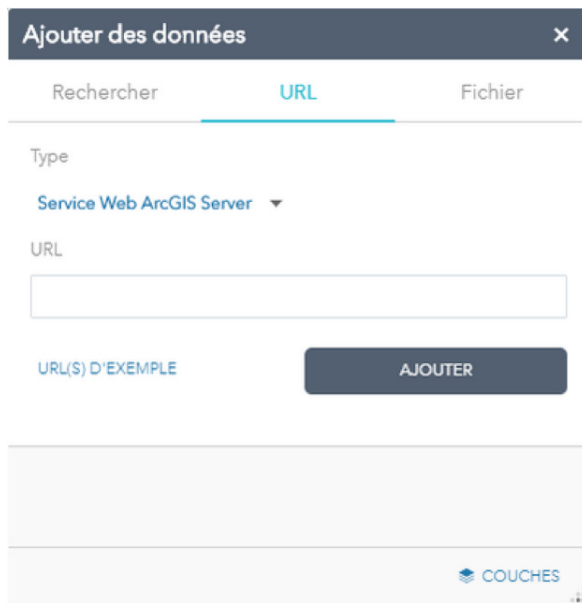 Ajouter des données ×
Rechercher URL Fichier
Type
Service Web ArcGIS Server
URL
URL(S) D'EXEMPLE AJOUTER
COUCHES